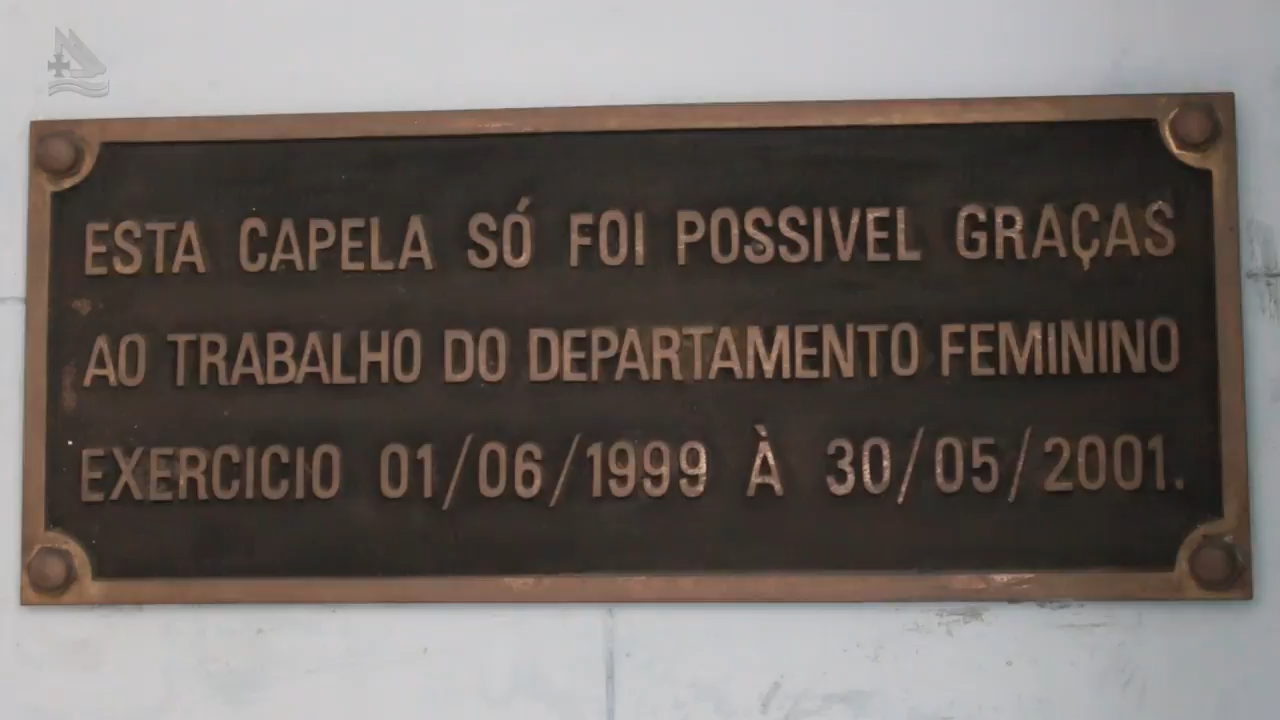 ESTA CAPELA SÓ FOI POSSIVEL GRAÇAS
AO TRABALHO DO DEPARTAMENTO FEMININO
EXERCICIO 01/06/1999 À 30/05/2001.